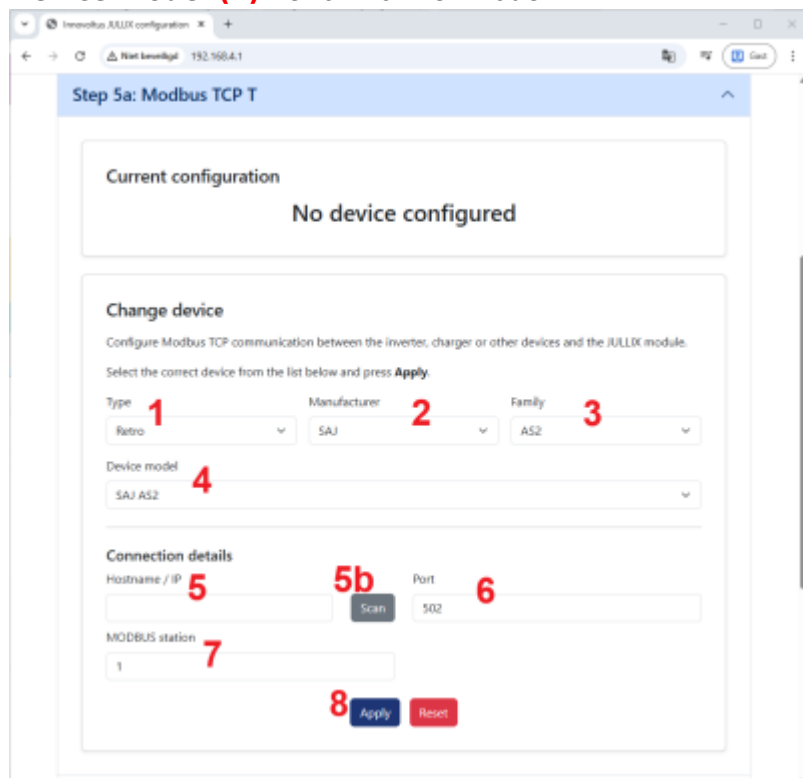 Innovoltus JULLIX configuration
Niet beveiligd 192.168.4.1 Gast
Step 5a: Modbus TCP T
Current configuration
No device configured
Change device
Configure Modbus TCP communication between the inverter, charger or other devices and the JULLIX module.
Select the correct device from the list below and press Apply.
Type 1 Manufacturer 2 Family 3
Retro SAJ AS2
Device model 4
SAJ AS2
Connection details
Hostname / IP 5 5b Port 6
Scan 502
MODBUS station 7
1
8 Apply Reset